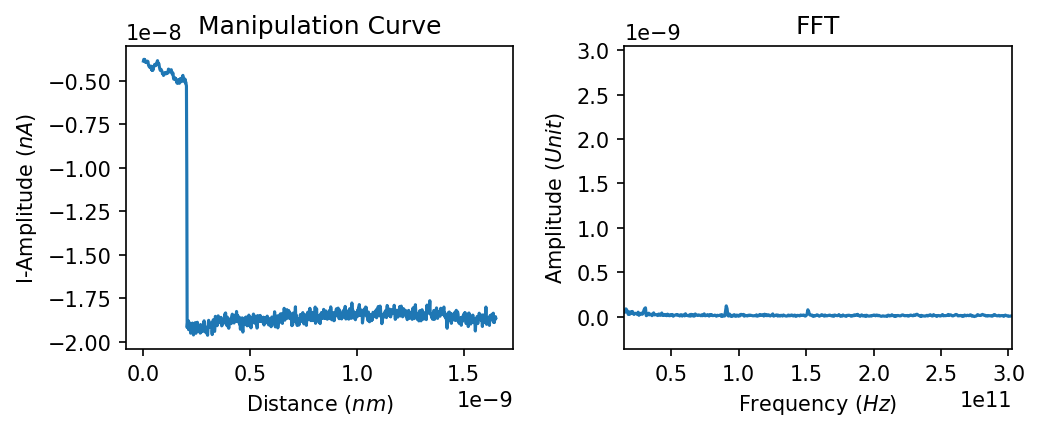 Manipulation Curve
1e−8
I-Amplitude (nA)
−0.50
−0.75
−1.00
−1.25
−1.50
−1.75
−2.00
0.0 0.5 1.0 1.5
1e−9
Distance (nm)
FFT
1e−9
Amplitude (Unit)
3.0
2.5
2.0
1.5
1.0
0.5
0.0
0.5 1.0 1.5 2.0 2.5 3.0
1e11
Frequency (Hz)